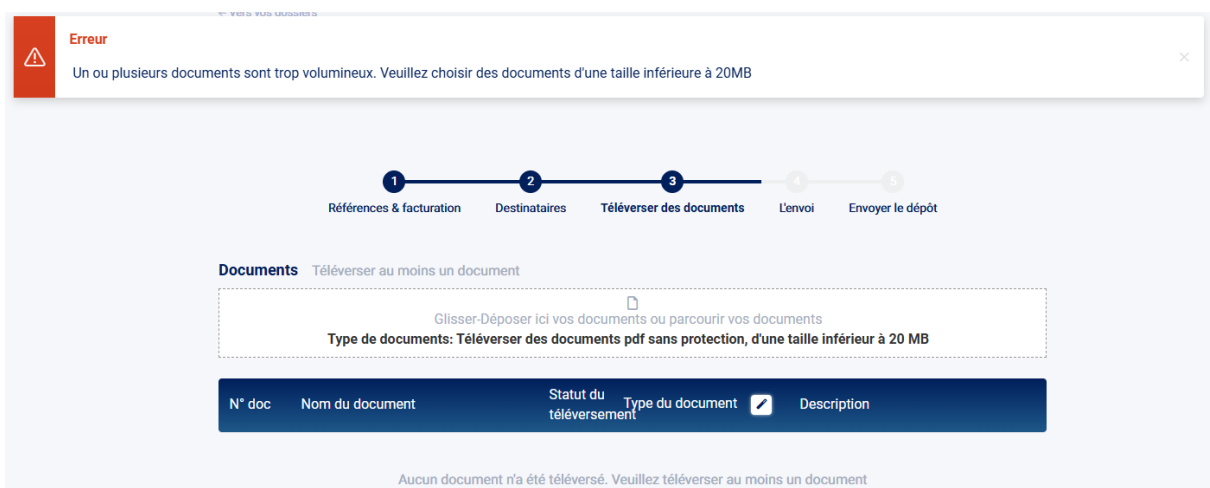 ← Vers vos dossiers
Erreur
Un ou plusieurs documents sont trop volumineux. Veuillez choisir des documents d'une taille inférieure à 20MB
1 2 3 4 5
Références & facturation Destinataires Téléverser des documents L'envoi Envoyer le dépôt
Documents Téléverser au moins un document
Glisser-Déposer ici vos documents ou parcourir vos documents
Type de documents: Téléverser des documents pdf sans protection, d'une taille inférieur à 20 MB
N° doc Nom du document Statut du téléversement Type du document Description
Aucun document n'a été téléversé. Veuillez téléverser au moins un document